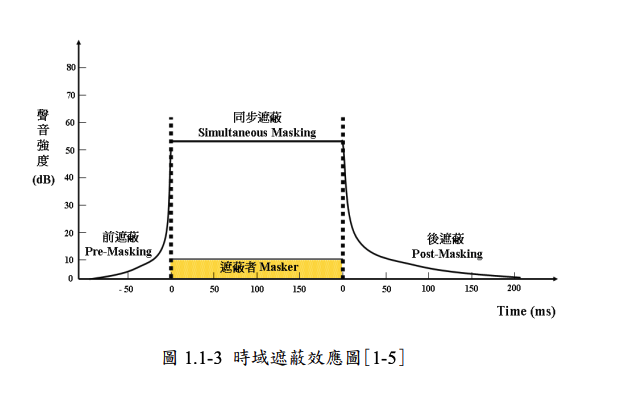 80
70
60
50
40
30
20
10
0
聲
音
強
度
(dB)
同步遮蔽
Simultaneous Masking
前遮蔽
Pre-Masking
後遮蔽
Post-Masking
遮蔽者 Masker
- 50 0 50 100 150 0 50 100 150 200
Time (ms)
圖 1.1-3 時域遮蔽效應圖[1-5]